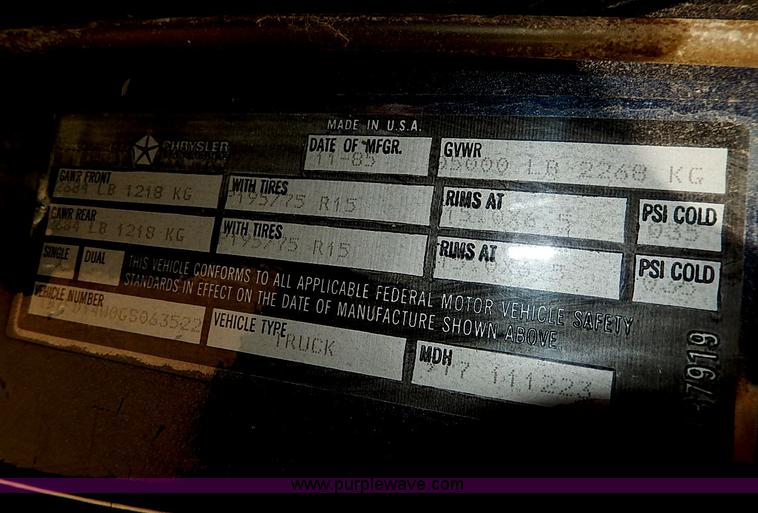 MADE IN U.S.A.
CHRYSLER
DATE OF MFGR.
11-85
GVWR
05000 LB 2268 KG
GAWR FRONT
2684 LB 1218 KG
WITH TIRES
P195/75 R15
RIMS AT
PSI COLD
GAWR REAR
2684 LB 1218 KG
WITH TIRES
P195/75 R15
RIMS AT
PSI COLD
SINGLE
DUAL
THIS VEHICLE CONFORMS TO ALL APPLICABLE FEDERAL MOTOR VEHICLE SAFETY
STANDARDS IN EFFECT ON THE DATE OF MANUFACTURE SHOWN ABOVE
VEHICLE NUMBER
VEHICLE TYPE
TRUCK
MDH
111223
7919
www.purplewave.com